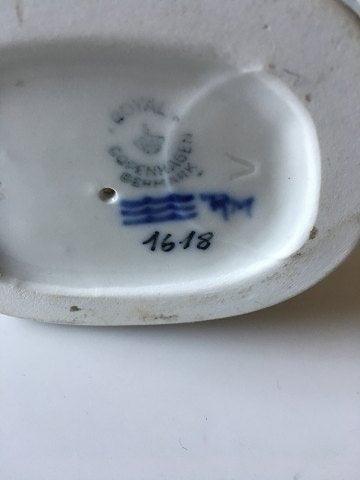 ROYAL
COPENHAGEN
DENMARK
1618